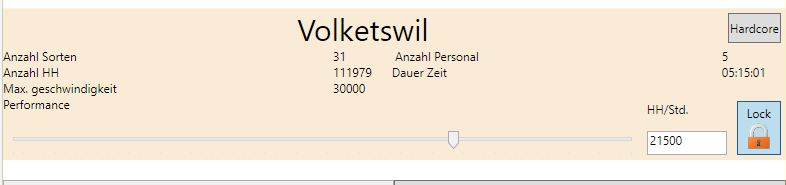 Volketswil
Hardcore
Anzahl Sorten 31 Anzahl Personal 5
Anzahl HH 111979 Dauer Zeit 05:15:01
Max. geschwindigkeit 30000
Performance
HH/Std.
Lock
21500